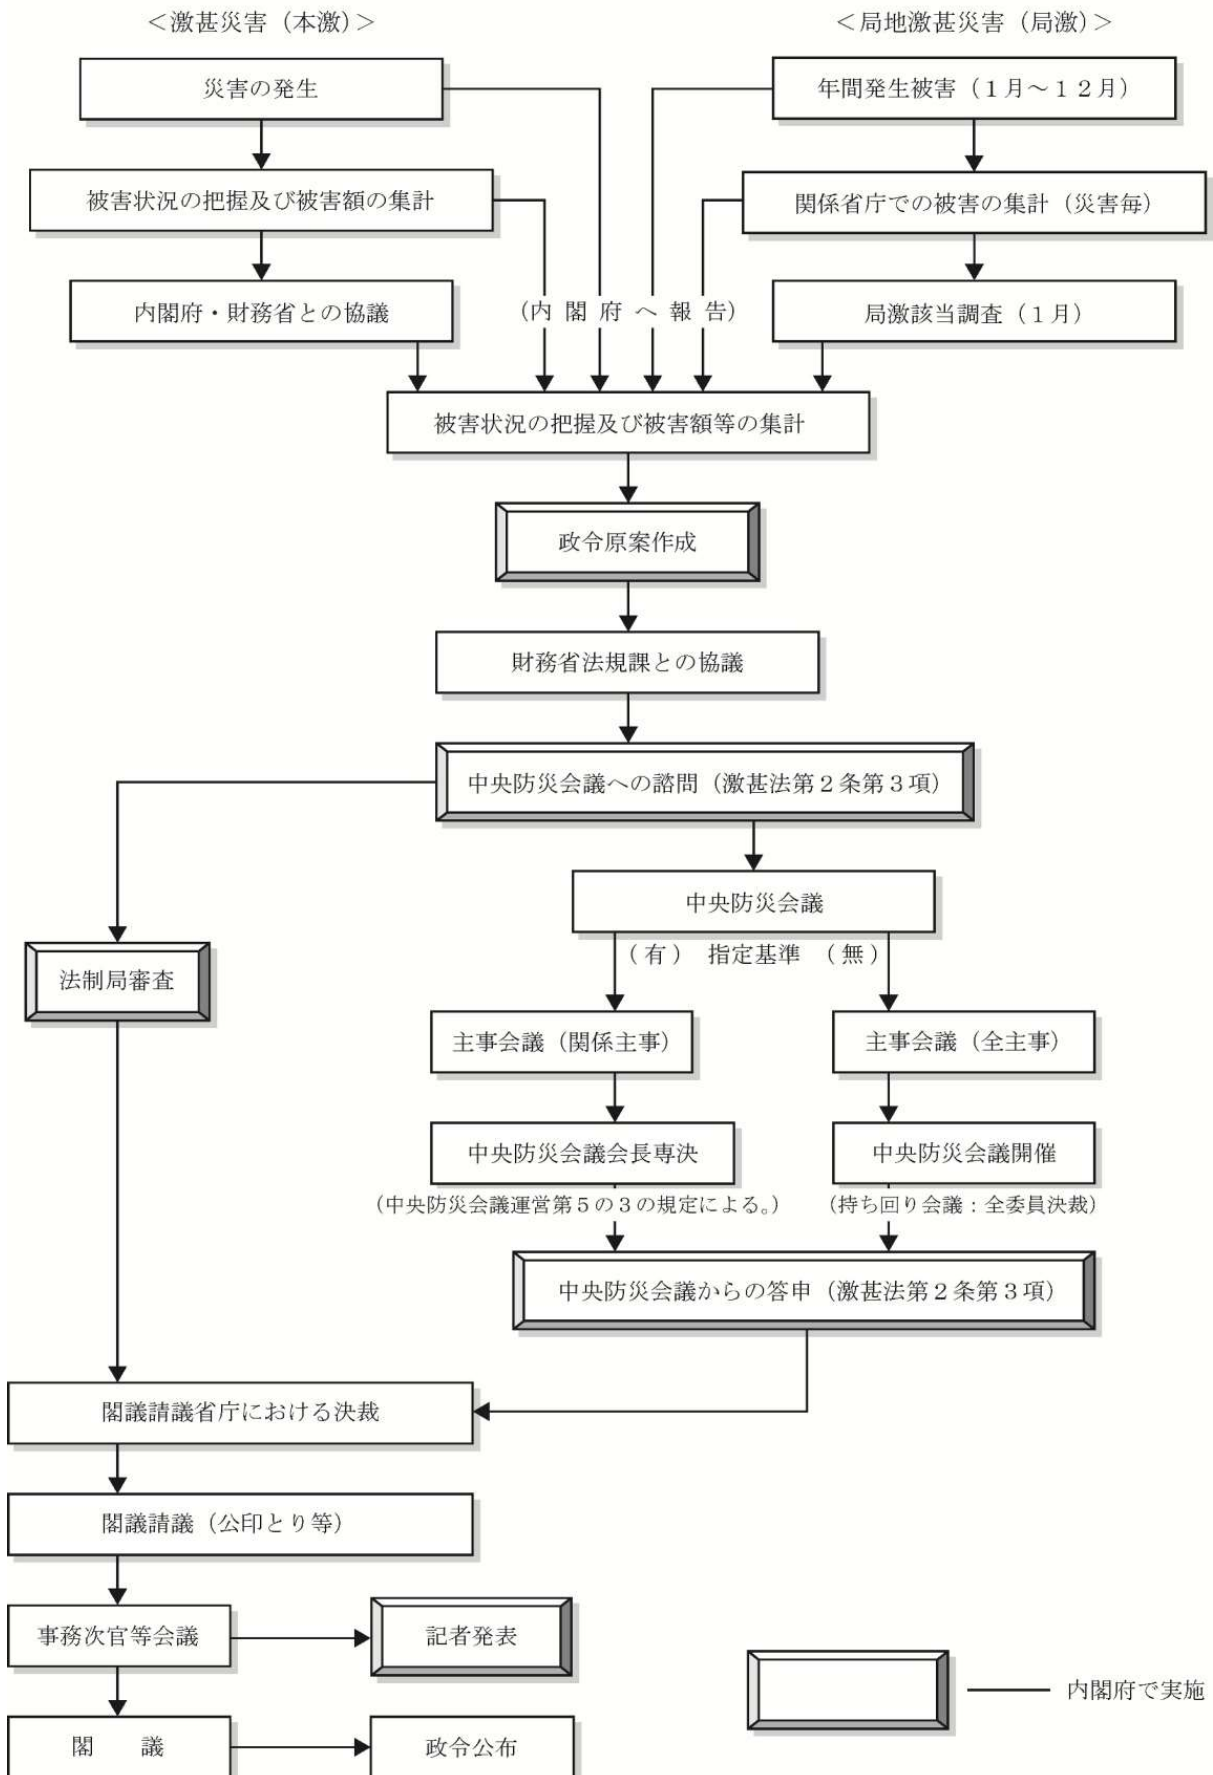 ＜激甚災害（本激）＞
＜局地激甚災害（局激）＞
災害の発生
年間発生被害（１月～１２月）
被害状況の把握及び被害額の集計
関係省庁での被害の集計（災害毎）
内閣府・財務省との協議
（内閣府へ報告）
局激該当調査（１月）
被害状況の把握及び被害額等の集計
政令原案作成
財務省法規課との協議
中央防災会議への諮問（激甚法第２条第３項）
中央防災会議
（有） 指定基準 （無）
法制局審査
主事会議（関係主事）
主事会議（全主事）
中央防災会議会長専決
中央防災会議開催
（中央防災会議運営第５の３の規定による。）
（持ち回り会議：全委員決裁）
中央防災会議からの答申（激甚法第２条第３項）
閣議請議省庁における決裁
閣議請議（公印とり等）
事務次官等会議
記者発表
内閣府で実施
閣　議
政令公布